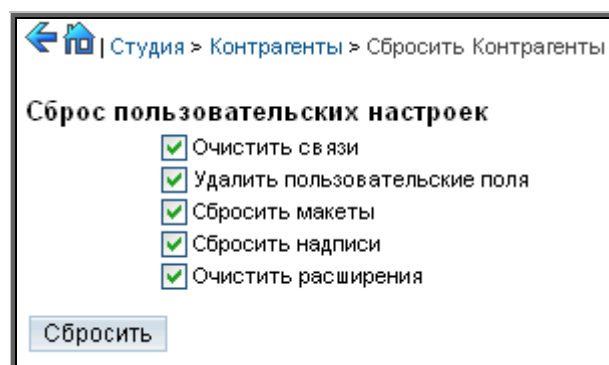 | Студия > Контрагенты > Сбросить Контрагенты
Сброс пользовательских настроек
Очистить связи
Удалить пользовательские поля
Сбросить макеты
Сбросить надписи
Очистить расширения
Сбросить